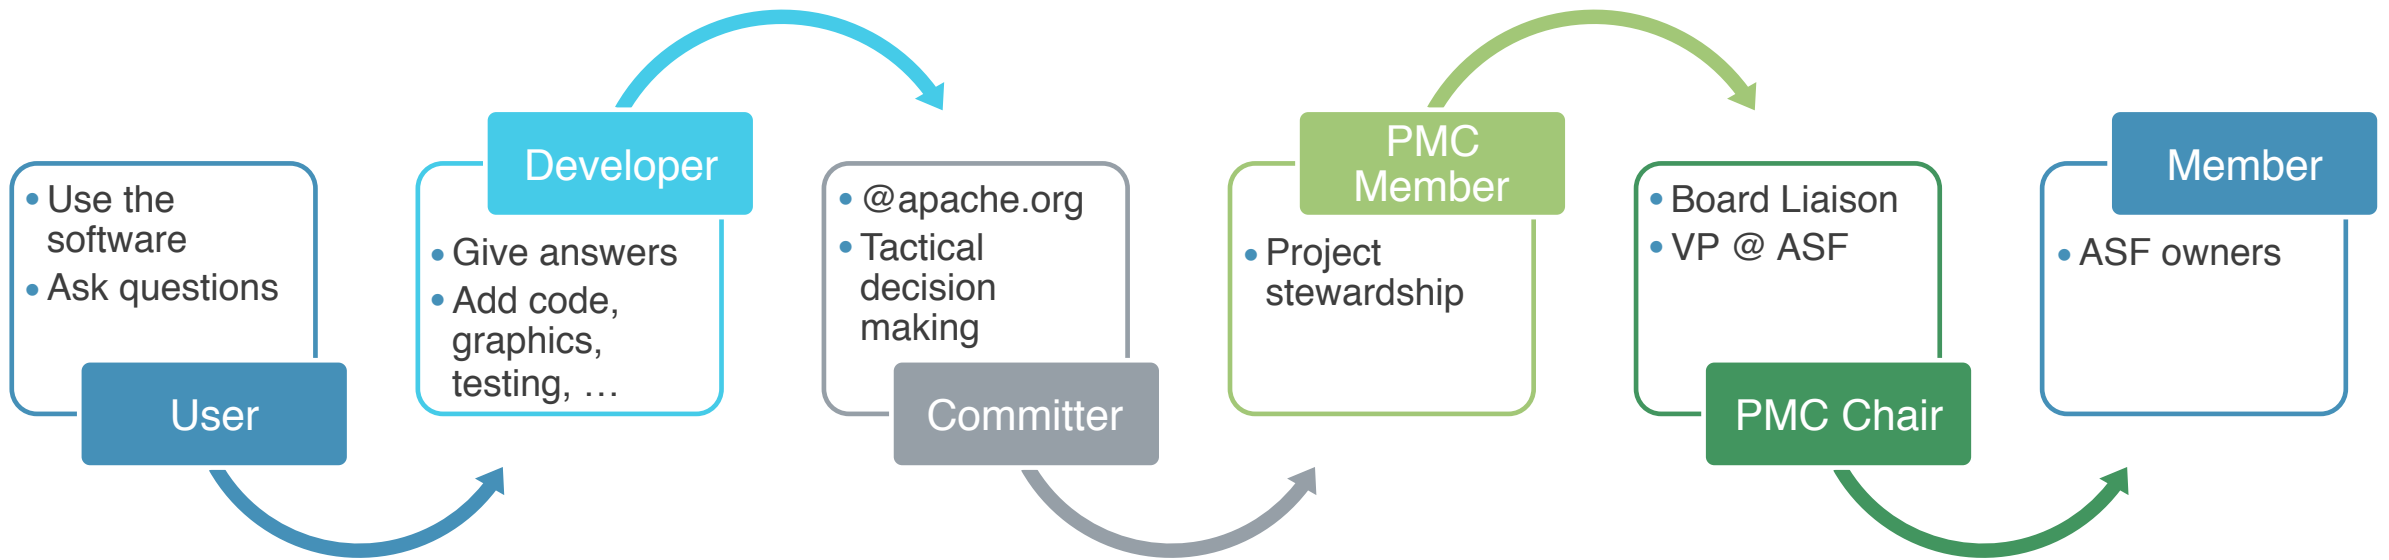 • Use the
software
• Ask questions
User
Developer
• Give answers
• Add code,
graphics,
testing, …
• @apache.org
• Tactical
decision
making
Committer
PMC
Member
• Project
stewardship
• Board Liaison
• VP @ ASF
PMC Chair
Member
• ASF owners